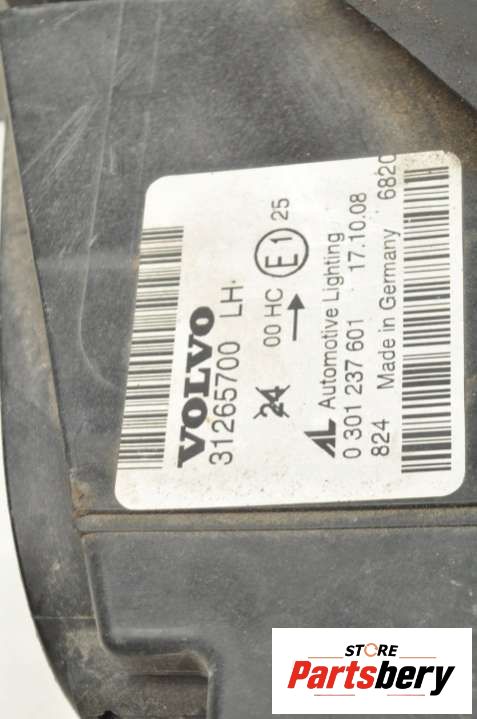 VOLVO
31265700 LH
24 00 HC E1 25
AL Automotive Lighting
0 301 237 601 17.10.08
824 Made in Germany 6820
STORE
Partsbery